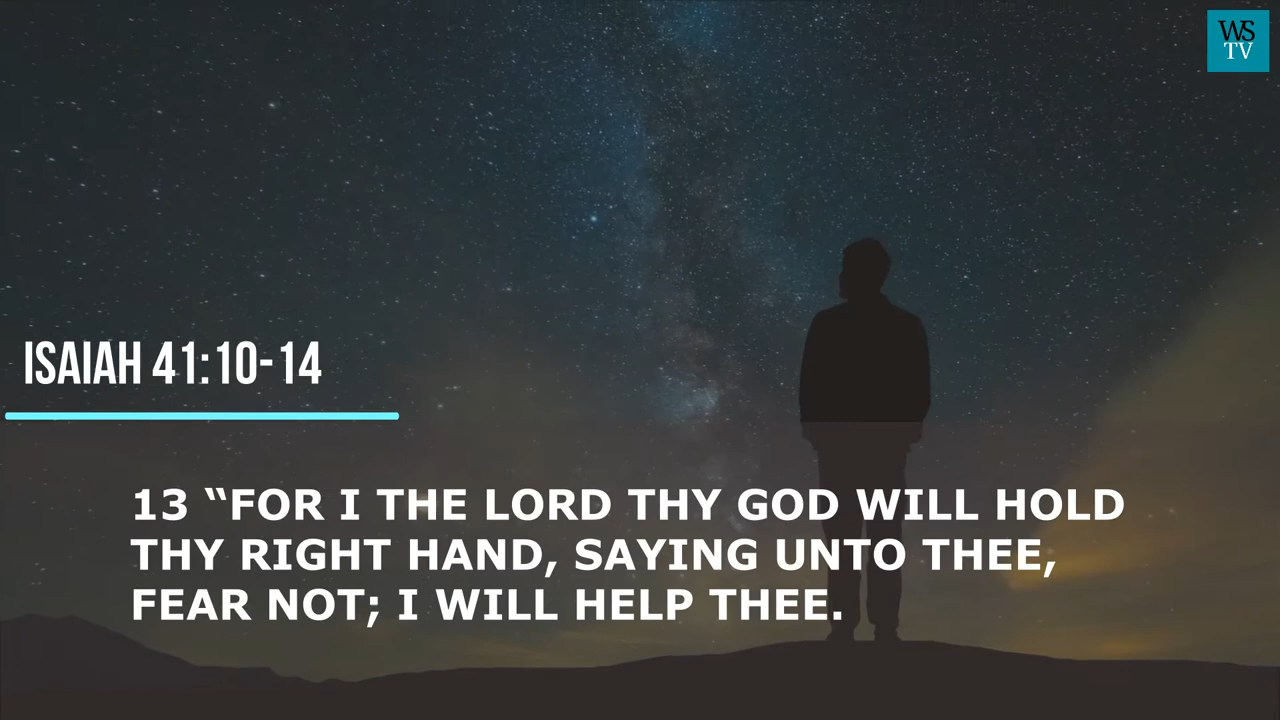 WS
TV
ISAIAH 41:10-14
13 “FOR I THE LORD THY GOD WILL HOLD
THY RIGHT HAND, SAYING UNTO THEE,
FEAR NOT; I WILL HELP THEE.